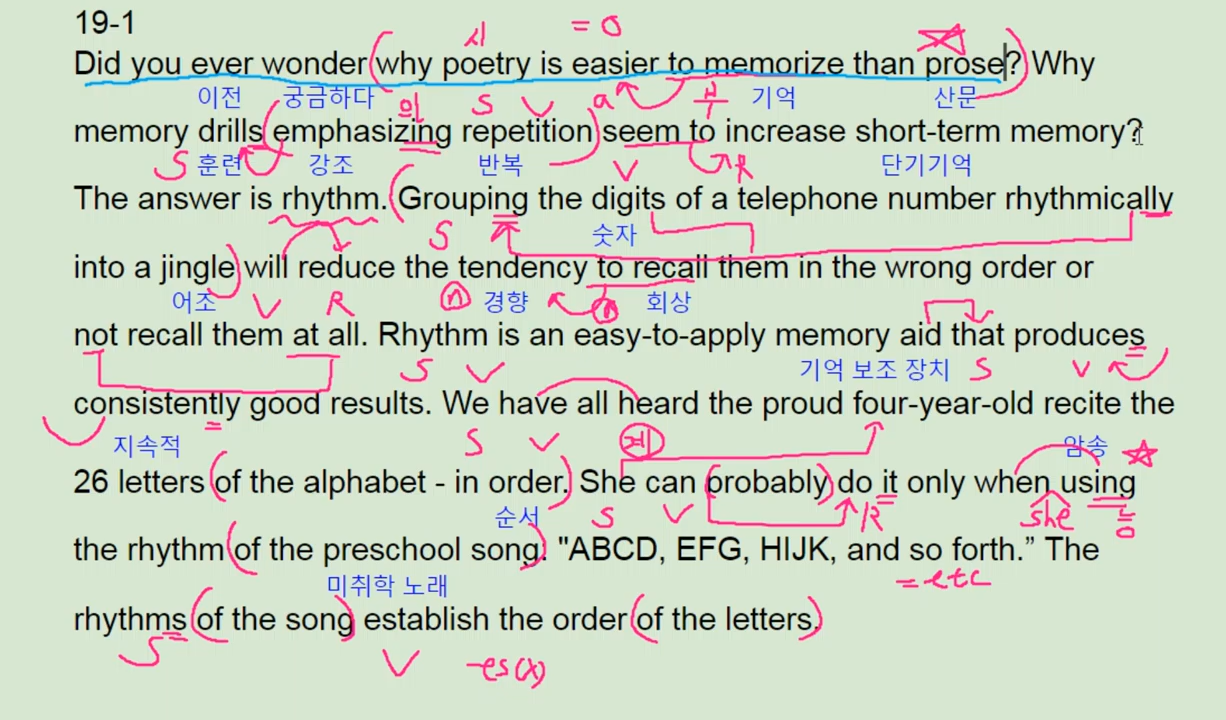 19-1
시 = O
Did you ever wonder (why poetry is easier to memorize than prose?) Why
이전 궁금하다 의 S V a 부 기억 산문
memory drills (emphasizing repetition) seem to increase short-term memory?
S 훈련 강조 반복 V R 단기기억
The answer is rhythm. (Grouping the digits of a telephone number rhythmically
S 숫자
into a jingle) will reduce the tendency to recall them in the wrong order or
어조 V R n 경향 회상
not recall them at all. Rhythm is an easy-to-apply memory aid that produces
S V 기억 보조 장치 S V
consistently good results. We have all heard the proud four-year-old recite the
지속적 S V 암송
26 letters (of the alphabet - in order.) She can (probably) do it only when using
순서 S V R she
the rhythm (of the preschool song) "ABCD, EFG, HIJK, and so forth.” The
미취학 노래 = etc
rhythms (of the song) establish the order (of the letters).
S V -es(X)